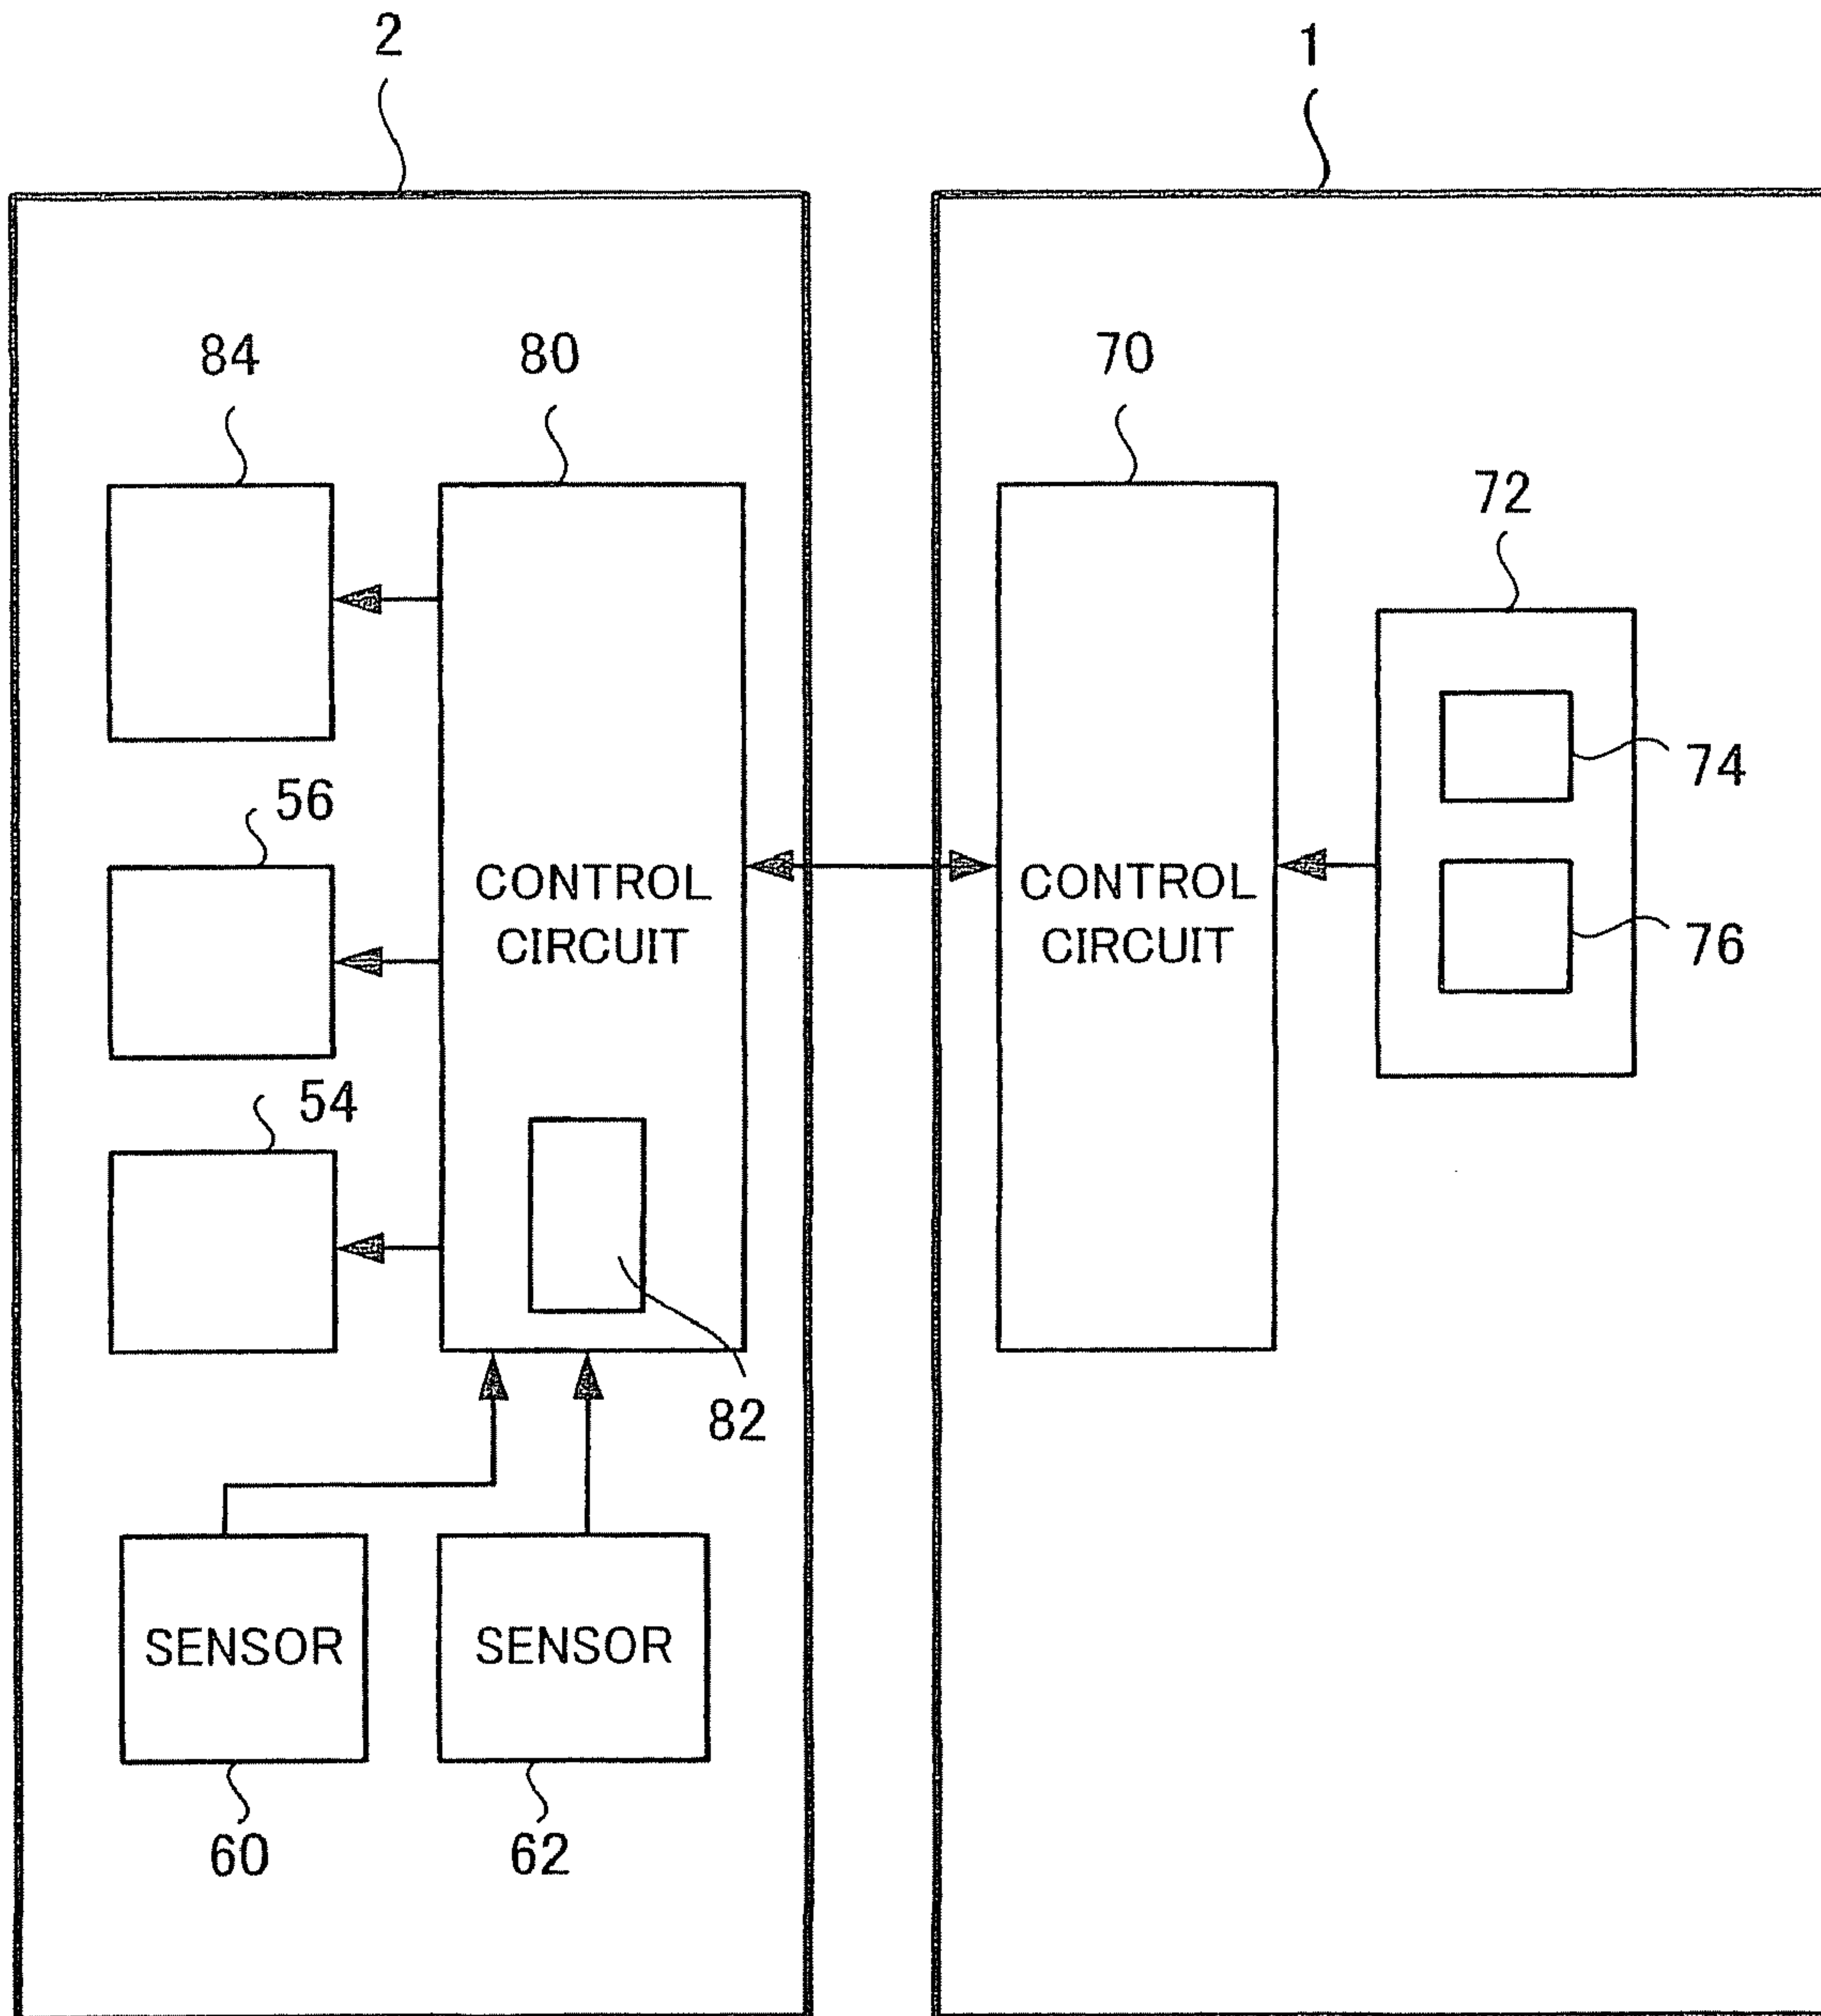 2
1
84
80
70
72
74
56
CONTROL
CIRCUIT
CONTROL
CIRCUIT
76
54
82
SENSOR
SENSOR
60
62